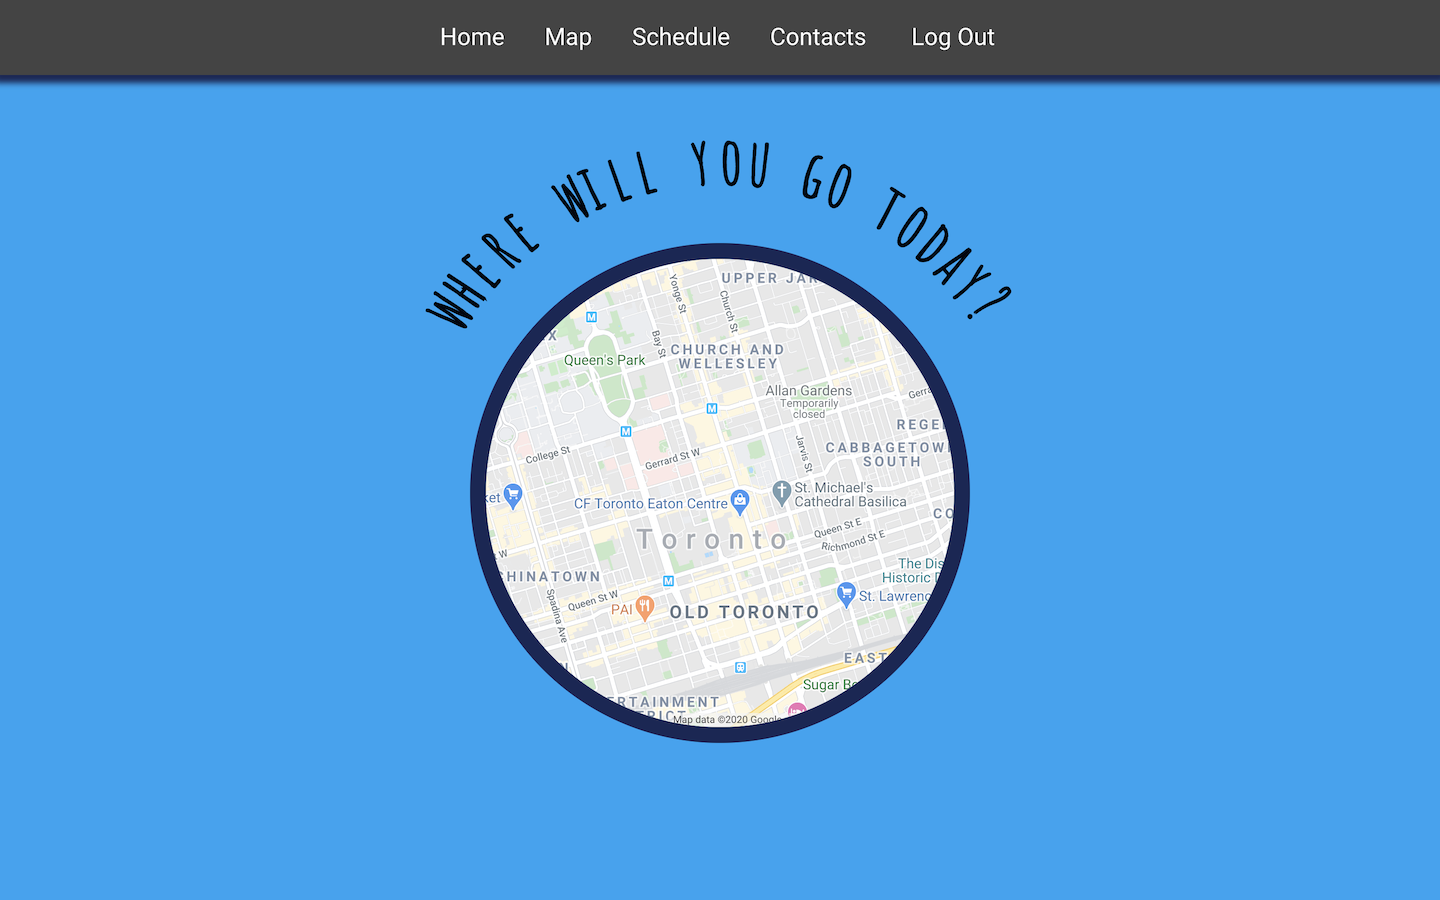 Home Map Schedule Contacts Log Out
WHERE WILL YOU GO TODAY?
UPPER JAR
Yonge St
Church St
Bay St
X
Queen's Park
CHURCH AND
WELLESLEY
Allan Gardens
Temporarily
closed
Gerra
REGE
College St
Gerrard St W
Jarvis St
CABBAGETOWN
SOUTH
ket
CF Toronto Eaton Centre
St. Michael's
Cathedral Basilica
CO
Queen St E
Richmond St E
Toronto
W
The Dis
Historic D
CHINATOWN
Spadina Ave
Queen St W
PAI
OLD TORONTO
St. Lawrenc
EAST
N
Sugar Be
ERTAINMENT
TRICT
Map data ©2020 Google